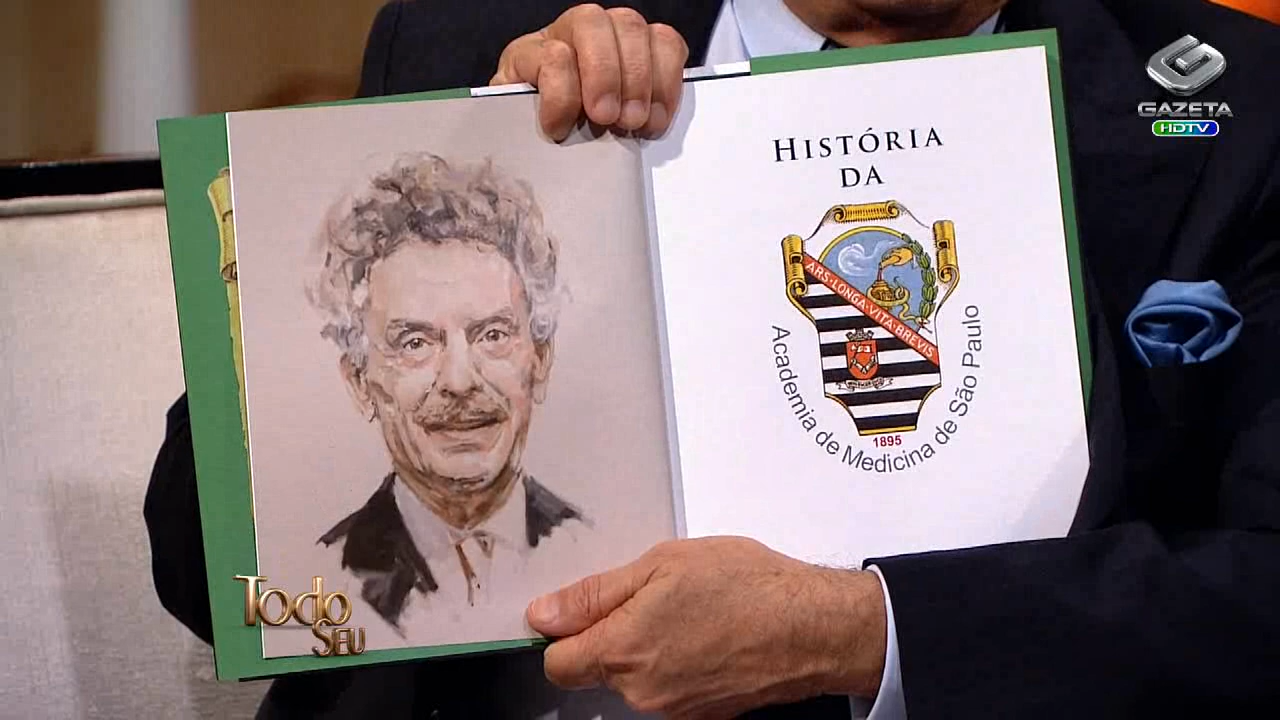 GAZETA
HDTV
HISTÓRIA
DA
ARS·LONGA·VITA·BREVIS
1895
Academia de Medicina de São Paulo
TODO
SEU